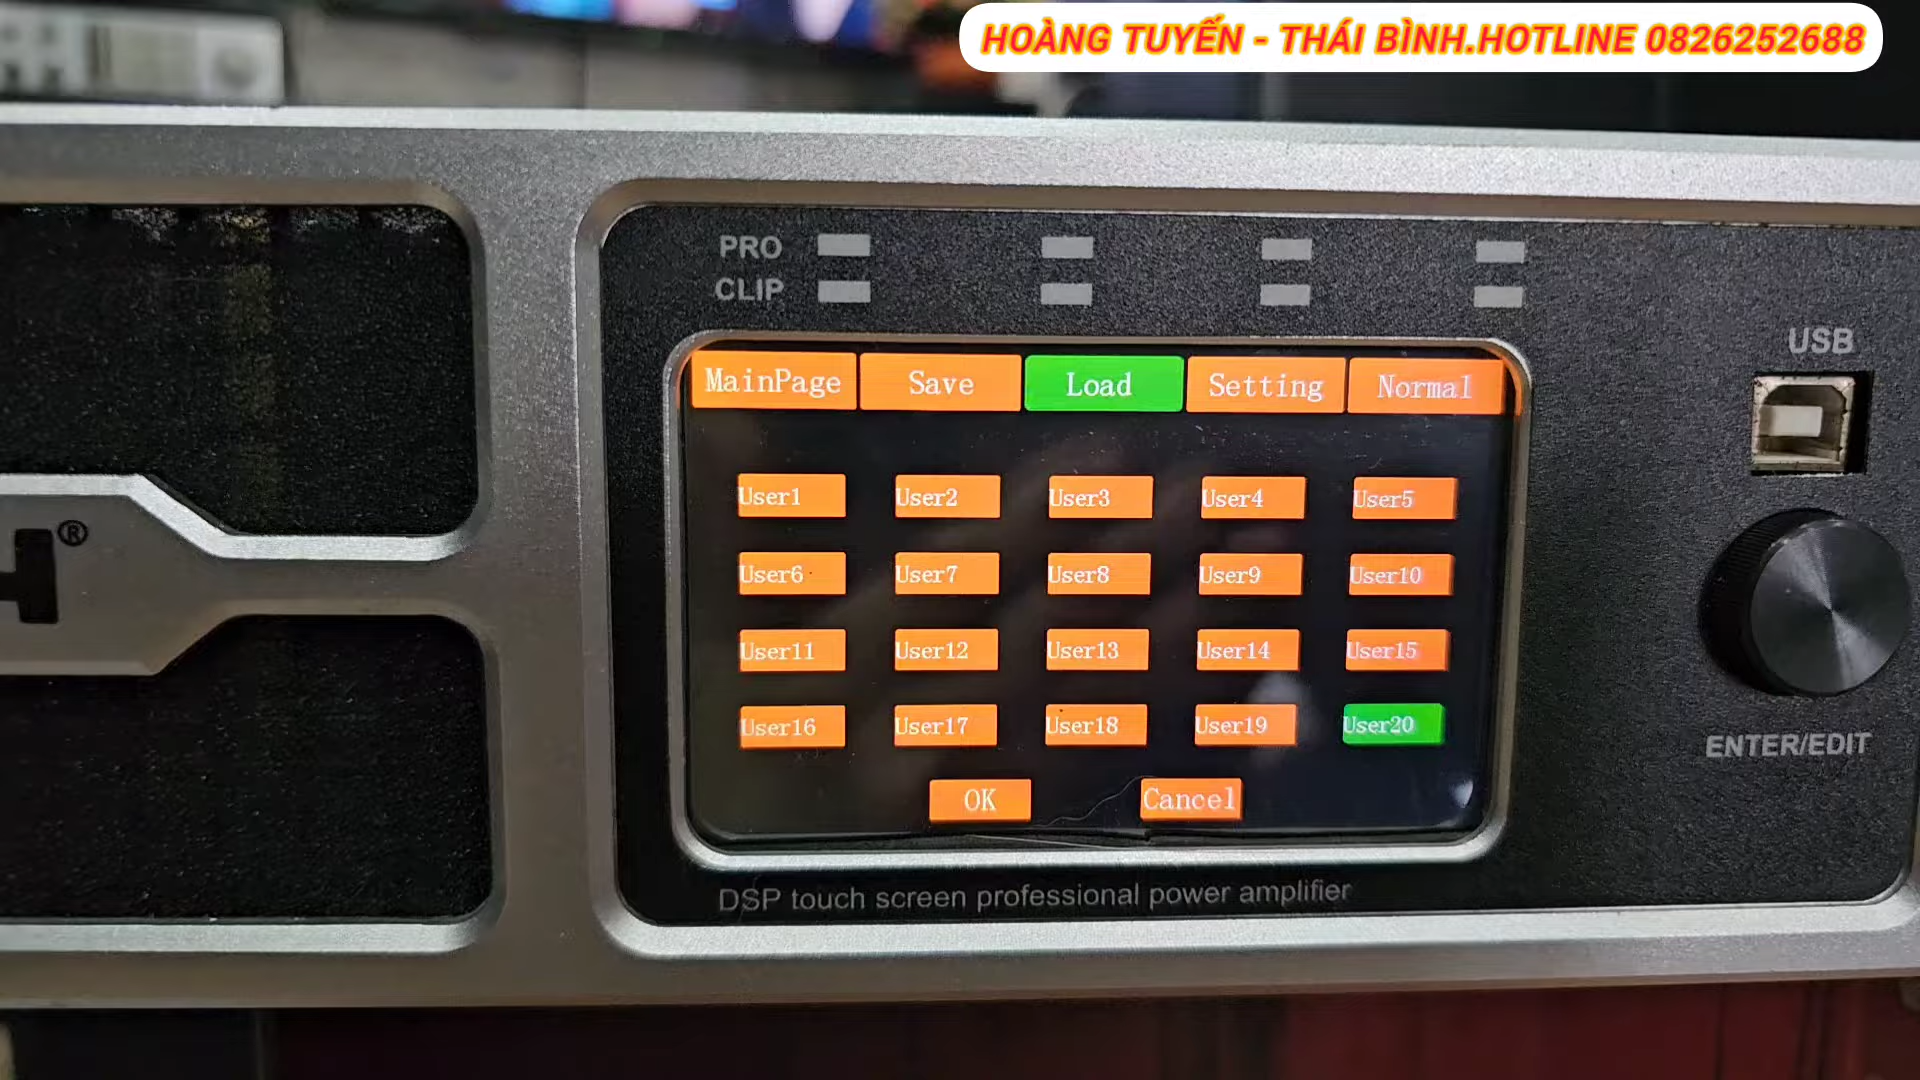 HOÀNG TUYẾN - THÁI BÌNH.HOTLINE 0826252688
PRO
CLIP
USB
MainPage Save Load Setting Normal
User1 User2 User3 User4 User5
User6 User7 User8 User9 User10
User11 User12 User13 User14 User15
User16 User17 User18 User19 User20
OK Cancel
ENTER/EDIT
DSP touch screen professional power amplifier
H®